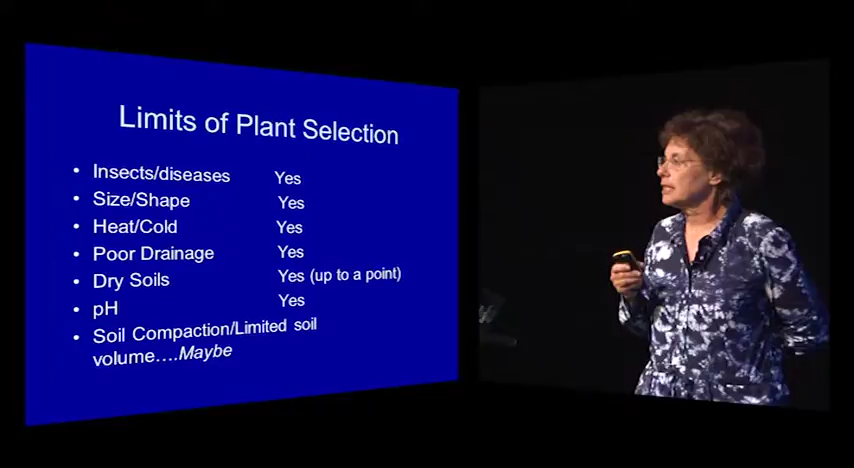 Limits of Plant Selection
• Insects/diseases Yes
• Size/Shape Yes
• Heat/Cold Yes
• Poor Drainage Yes
• Dry Soils Yes (up to a point)
• pH Yes
• Soil Compaction/Limited soil
volume….Maybe